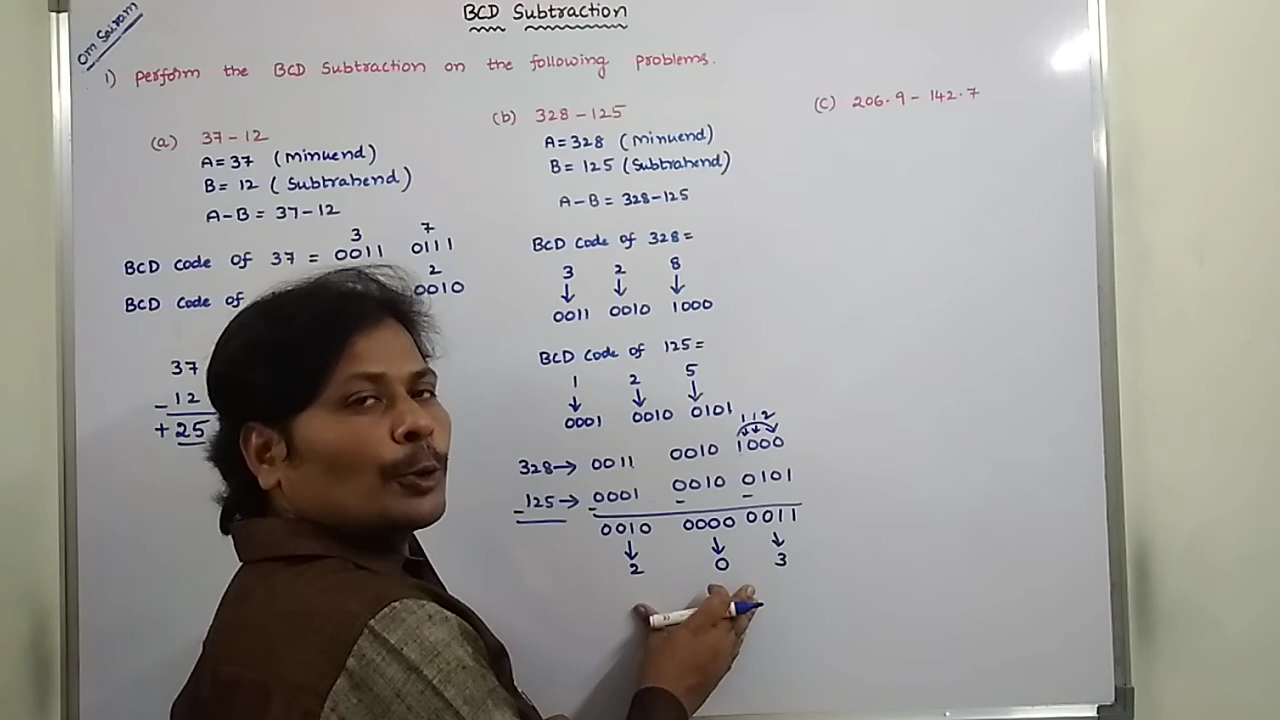 BCD Subtraction
Om Sairam
1) Perform the BCD Subtraction on the following problems.
(a) 37-12
A=37 (Minuend)
B= 12 (Subtrahend)
A-B = 37-12
3 7
BCD Code of 37 = 0011 0111
2
BCD Code of 0010
37
-12
+25
(b) 328-125
A=328 (Minuend)
B= 125 (Subtrahend)
A-B = 328-125
BCD Code of 328=
3 2 8
↓ ↓ ↓
0011 0010 1000
BCD Code of 125=
1 2 5
↓ ↓ ↓
0001 0010 0101
1 1 2
328→ 0011 0010 1000
-125→ 0001 0010 0101
0010 0000 0011
↓ ↓ ↓
2 0 3
(C) 206.9-142.7